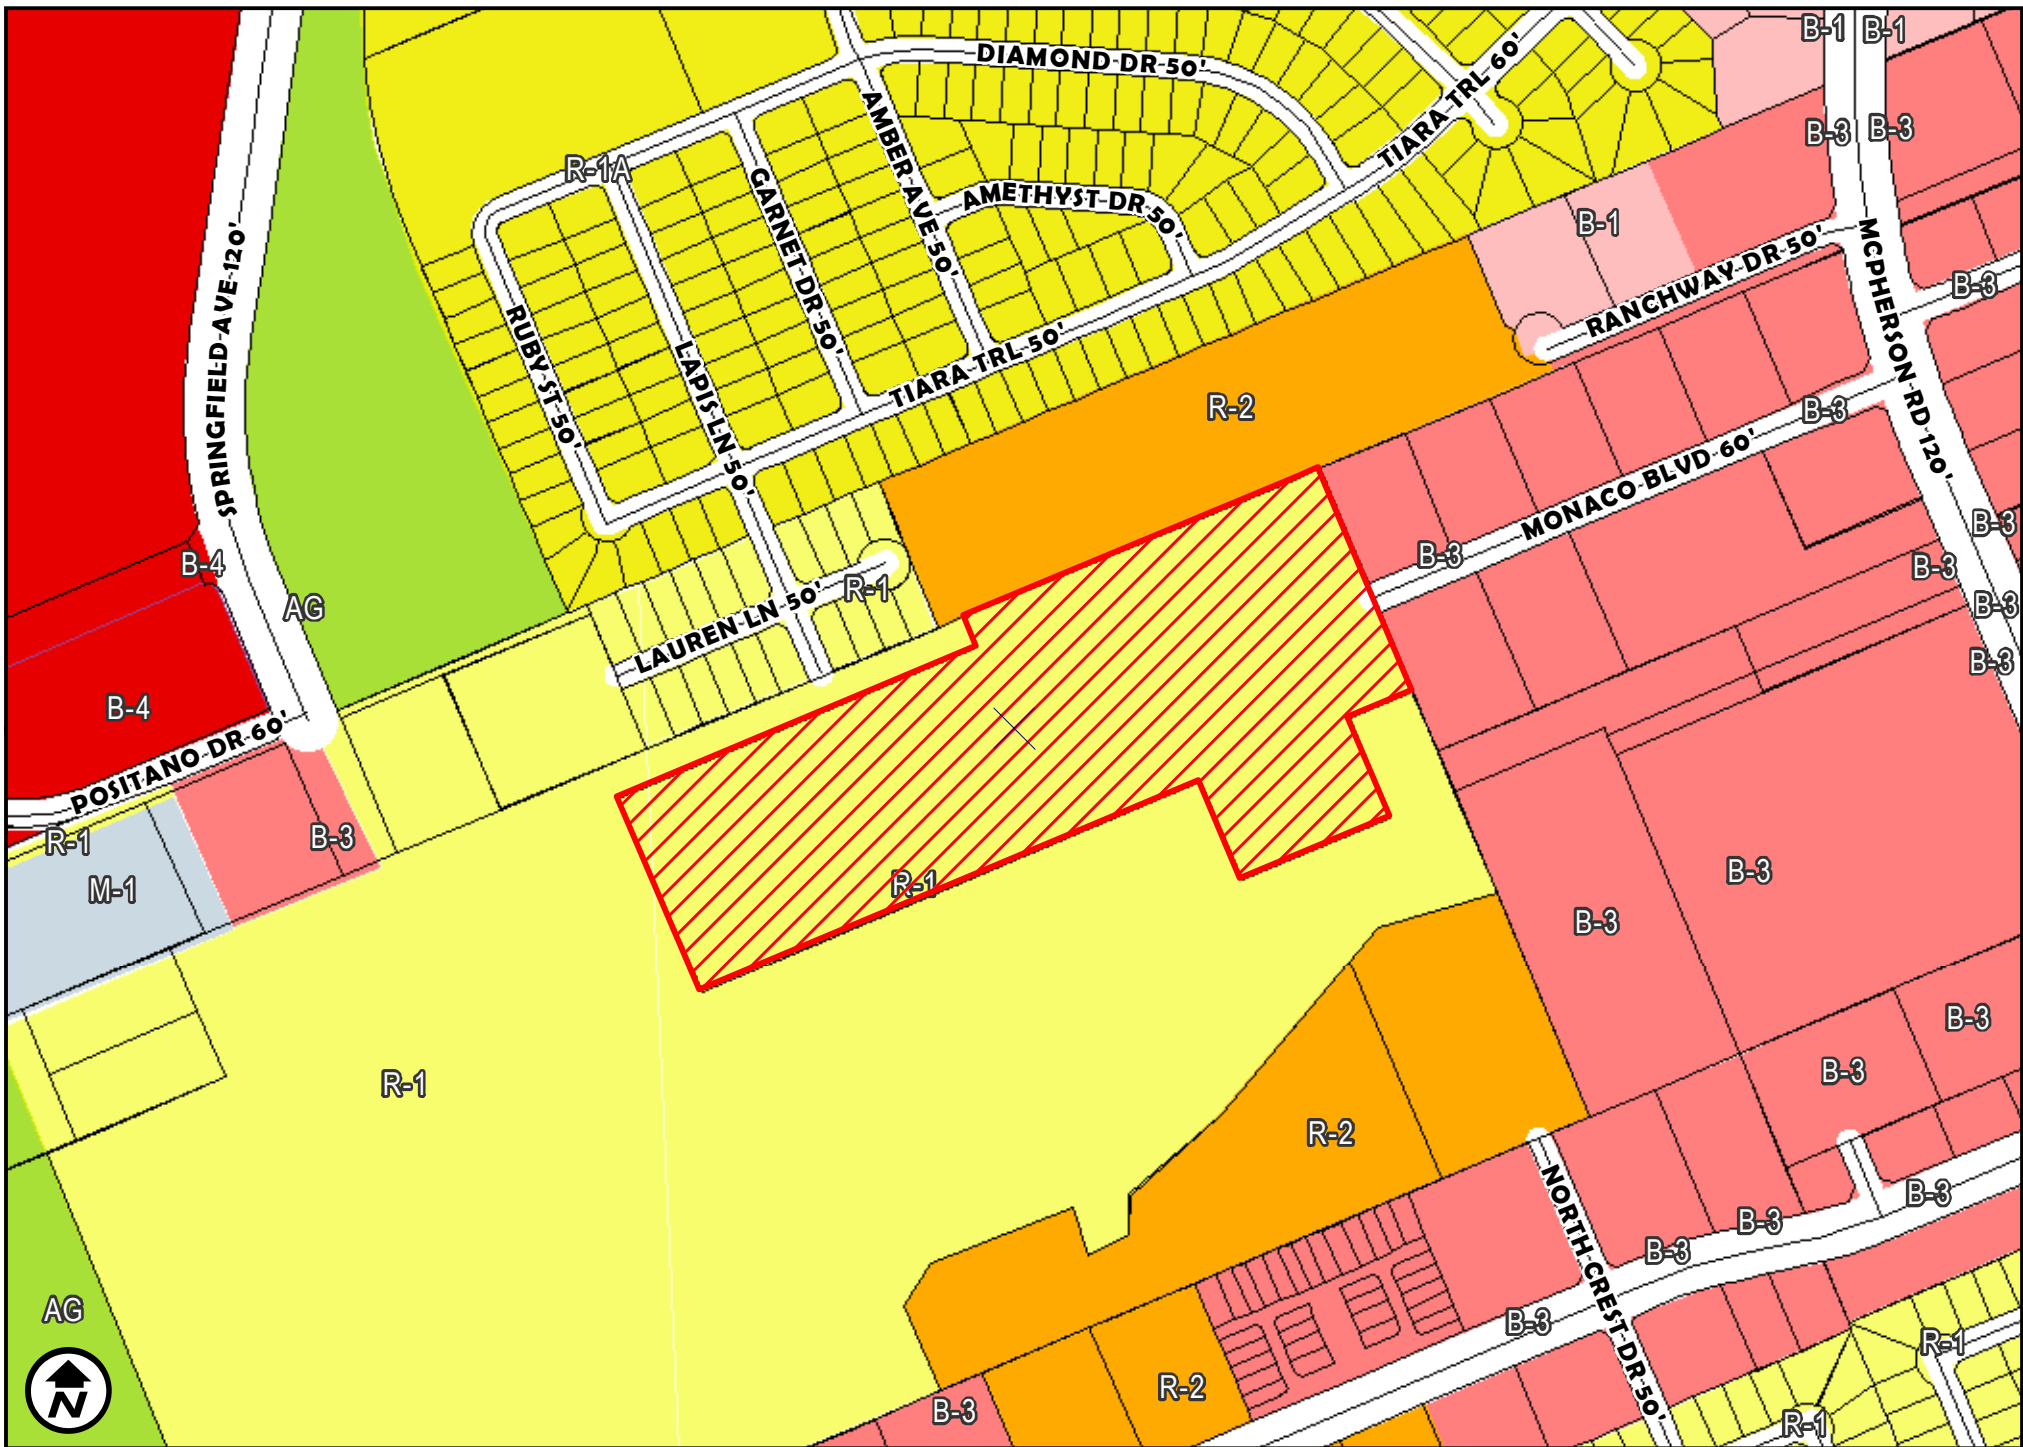 B-1
B-1
DIAMOND DR 50'
TIARA TRL 60'
AMBER AVE 50'
B-3
B-3
R-1A
GARNET DR 50'
AMETHYST DR 50'
B-1
RANCHWAY DR 50'
MCPHERSON RD 120'
SPRINGFIELD AVE 120'
B-3
RUBY ST 50'
LAPIS LN 50'
TIARA TRL 50'
R-2
B-3
MONACO BLVD 60'
B-3
B-3
B-4
B-3
AG
R-1
LAUREN LN 50'
B-3
B-3
B-4
POSITANO DR 60'
R-1
B-3
M-1
R-1
B-3
B-3
B-3
R-1
B-3
R-2
NORTH CREST DR 50'
B-3
B-3
B-3
AG
B-3
R-1
R-2
B-3
R-1
N